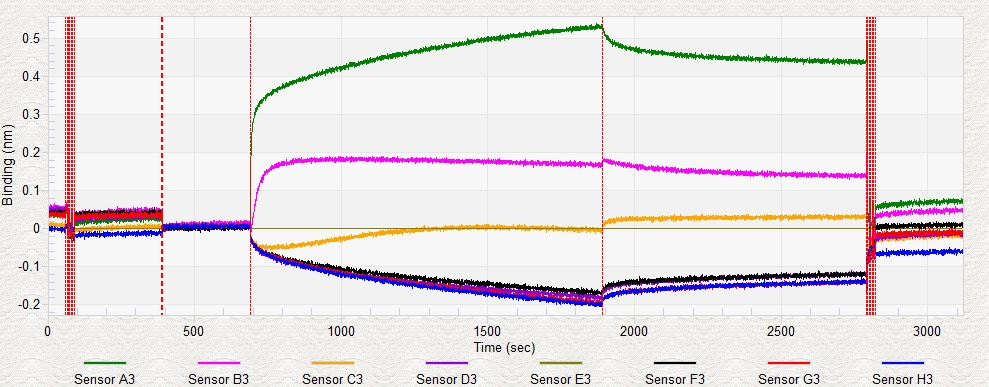 Binding (nm)
0.5
0.4
0.3
0.2
0.1
0
-0.1
-0.2
0 500 1000 1500 2000 2500 3000
Time (sec)
Sensor A3 Sensor B3 Sensor C3 Sensor D3 Sensor E3 Sensor F3 Sensor G3 Sensor H3